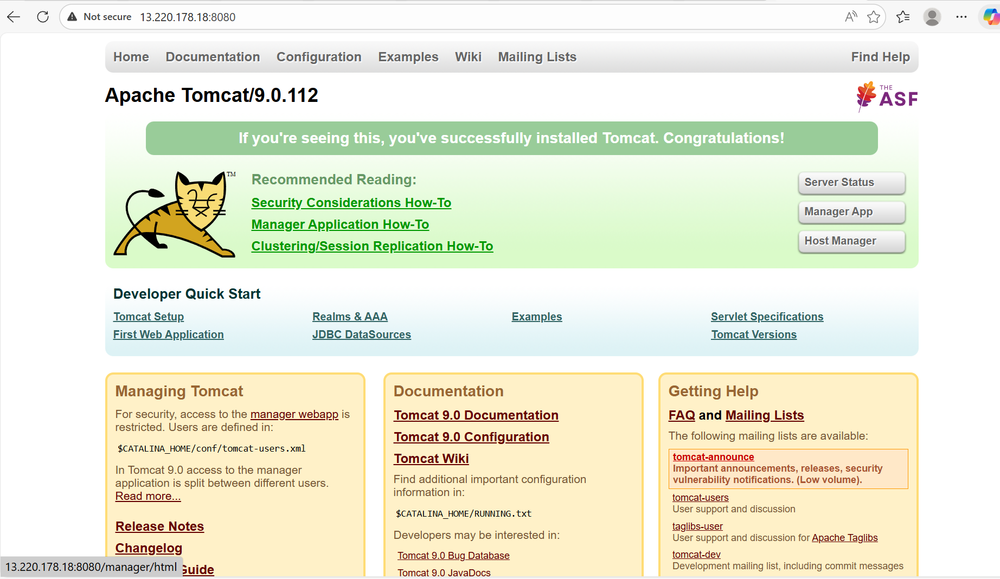 Not secure 13.220.178.18:8080
Home Documentation Configuration Examples Wiki Mailing Lists Find Help
Apache Tomcat/9.0.112
THE
ASF
If you're seeing this, you've successfully installed Tomcat. Congratulations!
TM
Recommended Reading:
Security Considerations How-To
Manager Application How-To
Clustering/Session Replication How-To
Server Status
Manager App
Host Manager
Developer Quick Start
Tomcat Setup
First Web Application
Realms & AAA
JDBC DataSources
Examples
Servlet Specifications
Tomcat Versions
Managing Tomcat
For security, access to the manager webapp is
restricted. Users are defined in:
$CATALINA_HOME/conf/tomcat-users.xml
In Tomcat 9.0 access to the manager
application is split between different users.
Read more...
Release Notes
Changelog
Guide
Documentation
Tomcat 9.0 Documentation
Tomcat 9.0 Configuration
Tomcat Wiki
Find additional important configuration
information in:
$CATALINA_HOME/RUNNING.txt
Developers may be interested in:
Tomcat 9.0 Bug Database
Tomcat 9.0 JavaDocs
Getting Help
FAQ and Mailing Lists
The following mailing lists are available:
tomcat-announce
Important announcements, releases, security
vulnerability notifications. (Low volume).
tomcat-users
User support and discussion
taglibs-user
User support and discussion for Apache Taglibs
tomcat-dev
Development mailing list, including commit messages
13.220.178.18:8080/manager/html